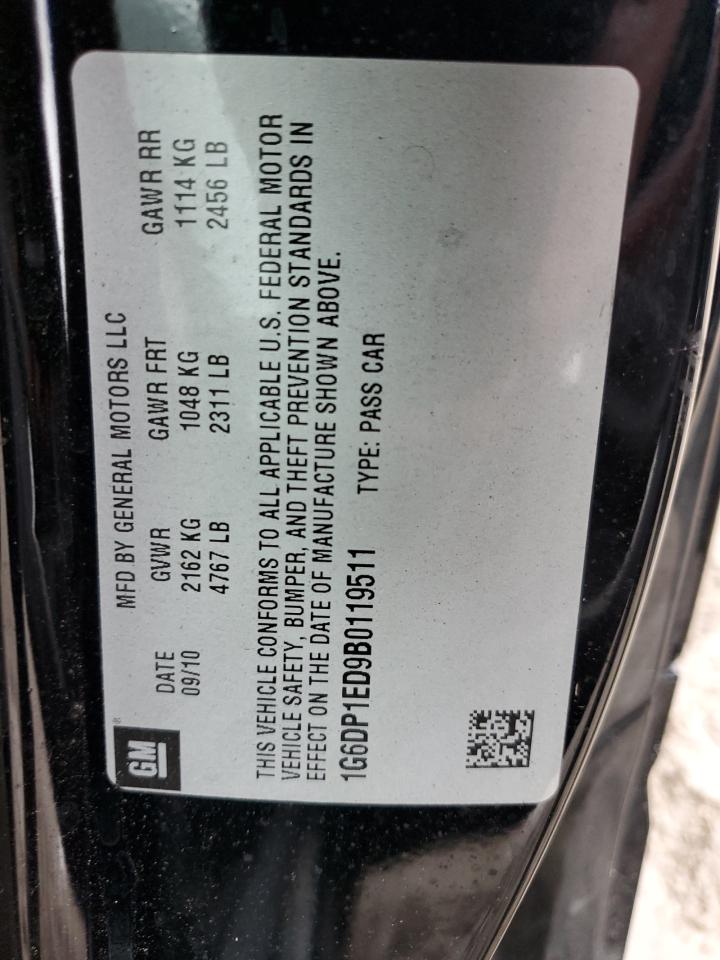 GM®
MFD BY GENERAL MOTORS LLC
DATE GVWR GAWR FRT GAWR RR
09/10 2162 KG 1048 KG 1114 KG
4767 LB 2311 LB 2456 LB
THIS VEHICLE CONFORMS TO ALL APPLICABLE U.S. FEDERAL MOTOR
VEHICLE SAFETY, BUMPER, AND THEFT PREVENTION STANDARDS IN
EFFECT ON THE DATE OF MANUFACTURE SHOWN ABOVE.
1G6DP1ED9B0119511 TYPE: PASS CAR